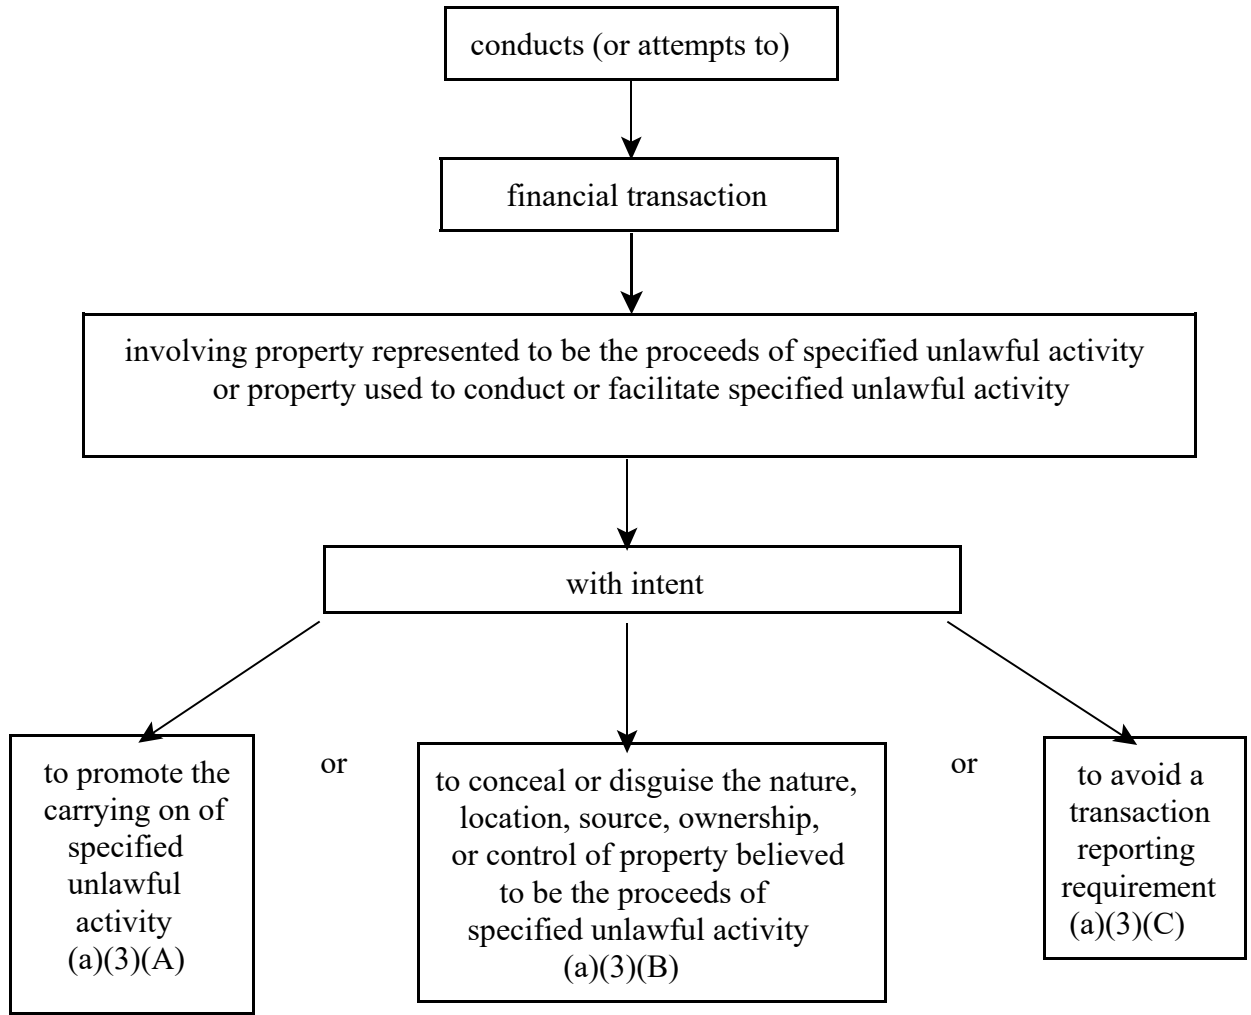 conducts (or attempts to)
financial transaction
involving property represented to be the proceeds of specified unlawful activity
or property used to conduct or facilitate specified unlawful activity
with intent
to promote the
carrying on of
specified
unlawful
activity
(a)(3)(A)
or
to conceal or disguise the nature,
location, source, ownership,
or control of property believed
to be the proceeds of
specified unlawful activity
(a)(3)(B)
or
to avoid a
transaction
reporting
requirement
(a)(3)(C)